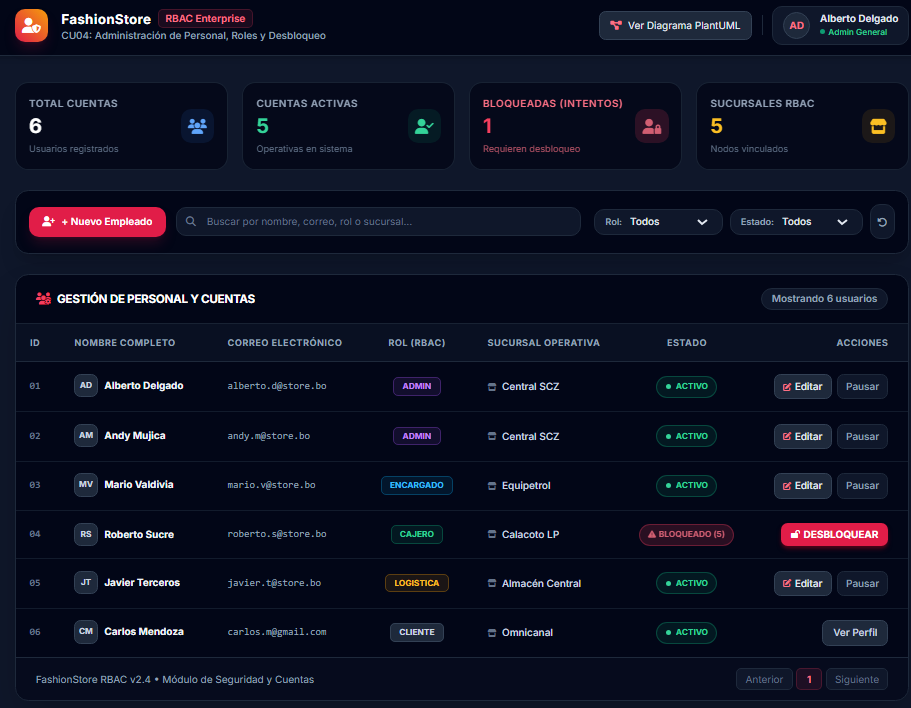 FashionStore RBAC Enterprise
CU04: Administración de Personal, Roles y Desbloqueo
Ver Diagrama PlantUML
AD Alberto Delgado
Admin General
TOTAL CUENTAS
6
Usuarios registrados
CUENTAS ACTIVAS
5
Operativas en sistema
BLOQUEADAS (INTENTOS)
1
Requieren desbloqueo
SUCURSALES RBAC
5
Nodos vinculados
+ Nuevo Empleado
Buscar por nombre, correo, rol o sucursal...
Rol: Todos
Estado: Todos
GESTIÓN DE PERSONAL Y CUENTAS
Mostrando 6 usuarios
ID NOMBRE COMPLETO CORREO ELECTRÓNICO ROL (RBAC) SUCURSAL OPERATIVA ESTADO ACCIONES
01 AD Alberto Delgado alberto.d@store.bo ADMIN Central SCZ ACTIVO Editar Pausar
02 AM Andy Mujica andy.m@store.bo ADMIN Central SCZ ACTIVO Editar Pausar
03 MV Mario Valdivia mario.v@store.bo ENCARGADO Equipetrol ACTIVO Editar Pausar
04 RS Roberto Sucre roberto.s@store.bo CAJERO Calacoto LP BLOQUEADO (5) DESBLOQUEAR
05 JT Javier Terceros javier.t@store.bo LOGISTICA Almacén Central ACTIVO Editar Pausar
06 CM Carlos Mendoza carlos.m@gmail.com CLIENTE Omnicanal ACTIVO Ver Perfil
FashionStore RBAC v2.4 • Módulo de Seguridad y Cuentas
Anterior 1 Siguiente